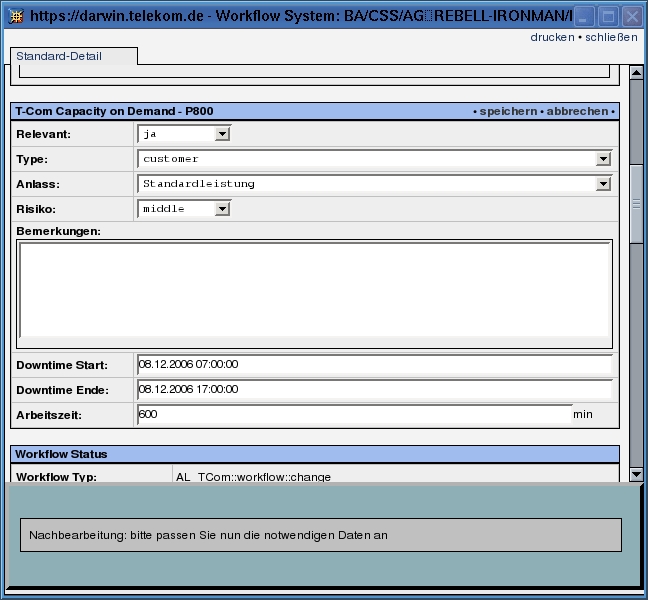 https://darwin.telekom.de - Workflow System: BA/CSS/AG▯REBELL-IRONMAN/I
drucken • schließen
Standard-Detail
T-Com Capacity on Demand - P800 • speichern • abbrechen •
Relevant: ja
Type: customer
Anlass: Standardleistung
Risiko: middle
Bemerkungen:
Downtime Start: 08.12.2006 07:00:00
Downtime Ende: 08.12.2006 17:00:00
Arbeitszeit: 600 min
Workflow Status
Workflow Typ: AL_TCom::workflow::change
Nachbearbeitung: bitte passen Sie nun die notwendigen Daten an